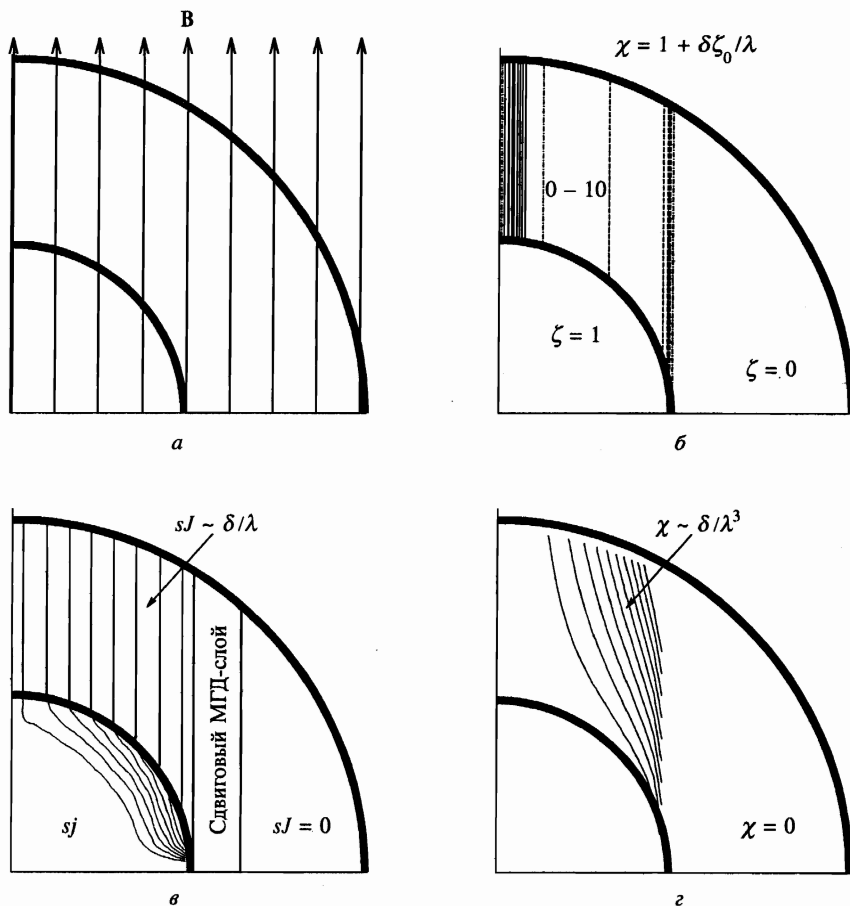 B
а
χ = 1 + δζ₀/λ
0 – 10
ζ = 1
ζ = 0
б
sJ ~ δ/λ
Сдвиговый МГД-слой
sj
sJ = 0
в
χ ~ δ/λ³
χ = 0
г